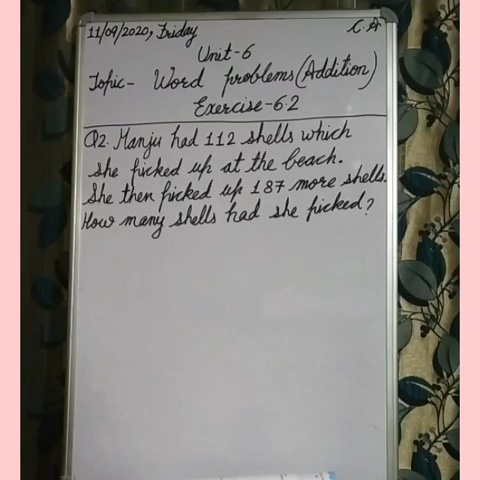 11/09/2020, Friday C.A
Unit-6
Topic- Word problems (Addition)
Exercise-6.2
Q2. Manju had 112 shells which
she picked up at the beach.
She then picked up 187 more shells.
How many shells had she picked?